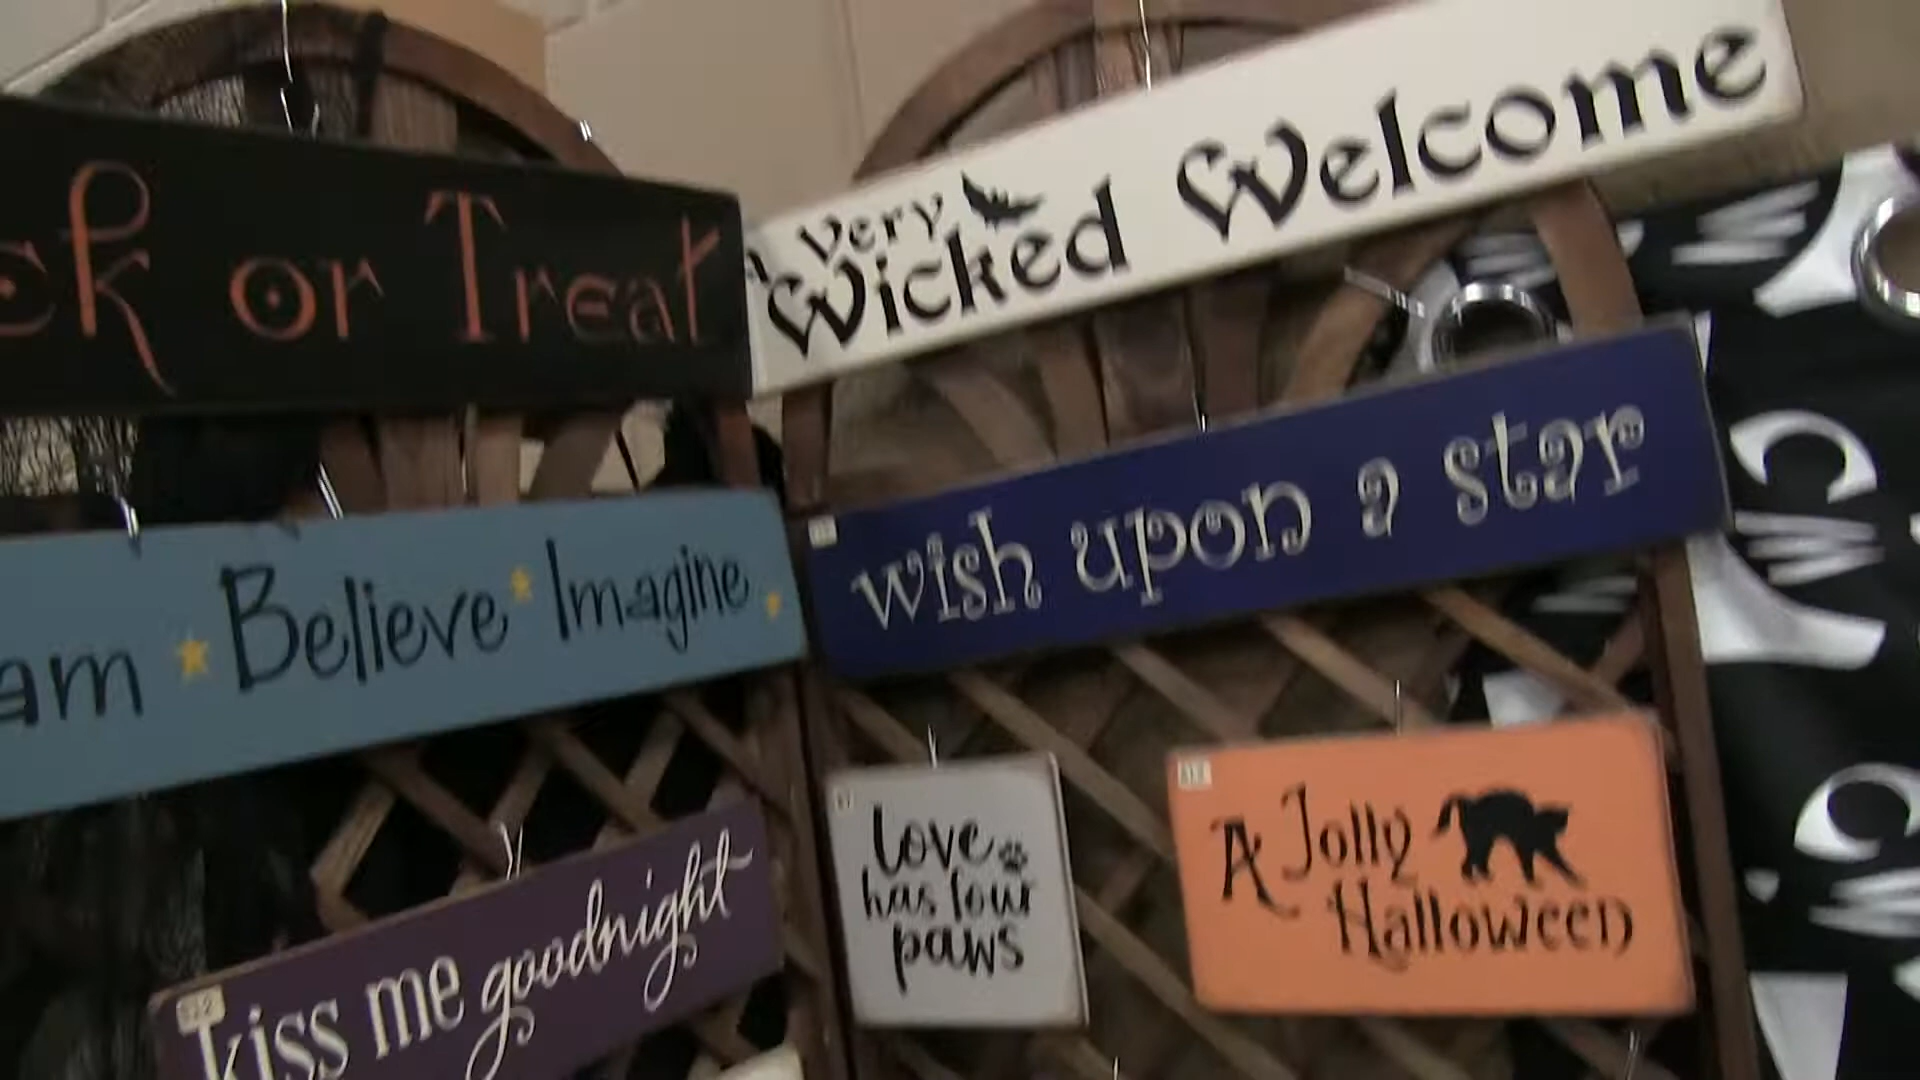 ck or Treat
A Very
Wicked Welcome
am Believe Imagine
wish upon a star
$22
kiss me goodnight
love
has four
paws
A Jolly
Halloween